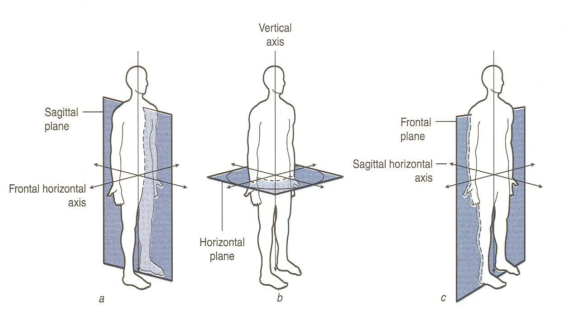 Vertical
axis
Sagittal
plane
Frontal horizontal
axis
Horizontal
plane
Frontal
plane
Sagittal horizontal
axis
a
b
c